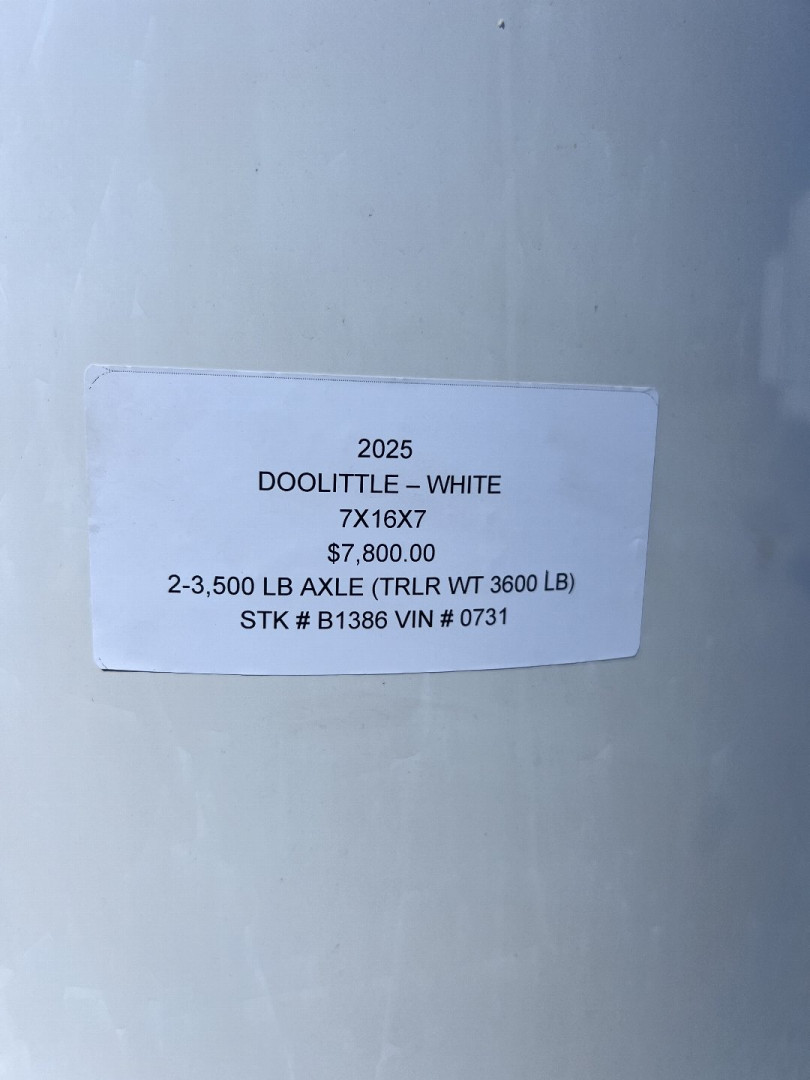 2025
DOOLITTLE – WHITE
7X16X7
$7,800.00
2-3,500 LB AXLE (TRLR WT 3600 LB)
STK # B1386 VIN # 0731